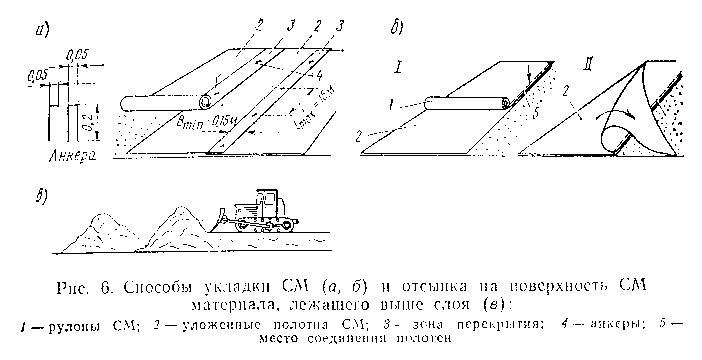 а)
2
3
2
3
0,05
0,05
4
Bmin=0,15м
Lmax=15м
0,2
Анкера
б)
I
II
1
2
5
2
в)
Рис. 6. Способы укладки СМ (а, б) и отсыпка на поверхность СМ
материала, лежащего выше слоя (в):
1 — рулоны СМ; 2 — уложенные полотна СМ; 3 - зона перекрытия; 4 — анкеры; 5 —
место соединения полотен